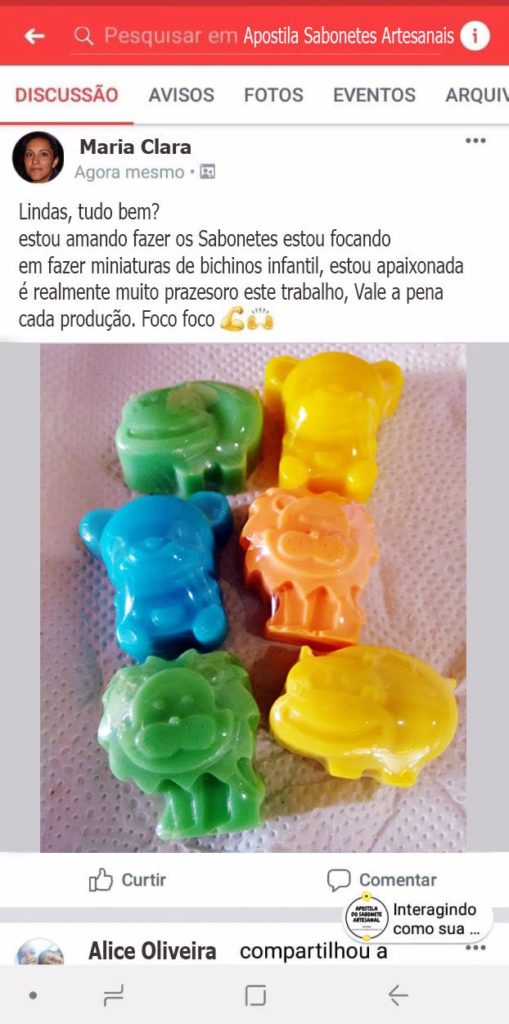 Pesquisar em Apostila Sabonetes Artesanais i
DISCUSSÃO AVISOS FOTOS EVENTOS ARQUIV
Maria Clara
Agora mesmo •
Lindas, tudo bem?
estou amando fazer os Sabonetes estou focando
em fazer miniaturas de bichinos infantil, estou apaixonada
é realmente muito prazesoro este trabalho, Vale a pena
cada produção. Foco foco 💪🙌
Curtir Comentar
APOSTILA
DO SABONETE
ARTESANAL
Interagindo
como sua ...
Alice Oliveira compartilhou a